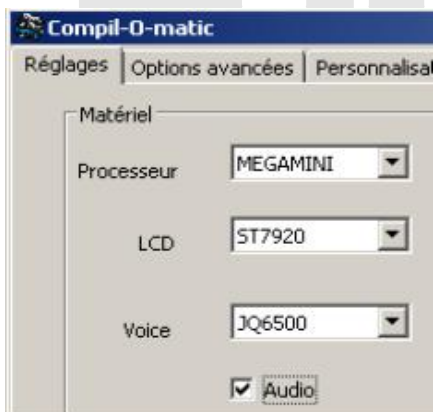 Compil-O-matic
Réglages Options avancées
Matériel
Processeur MEGAMINI
LCD ST7920
Voice JQ6500
Audio